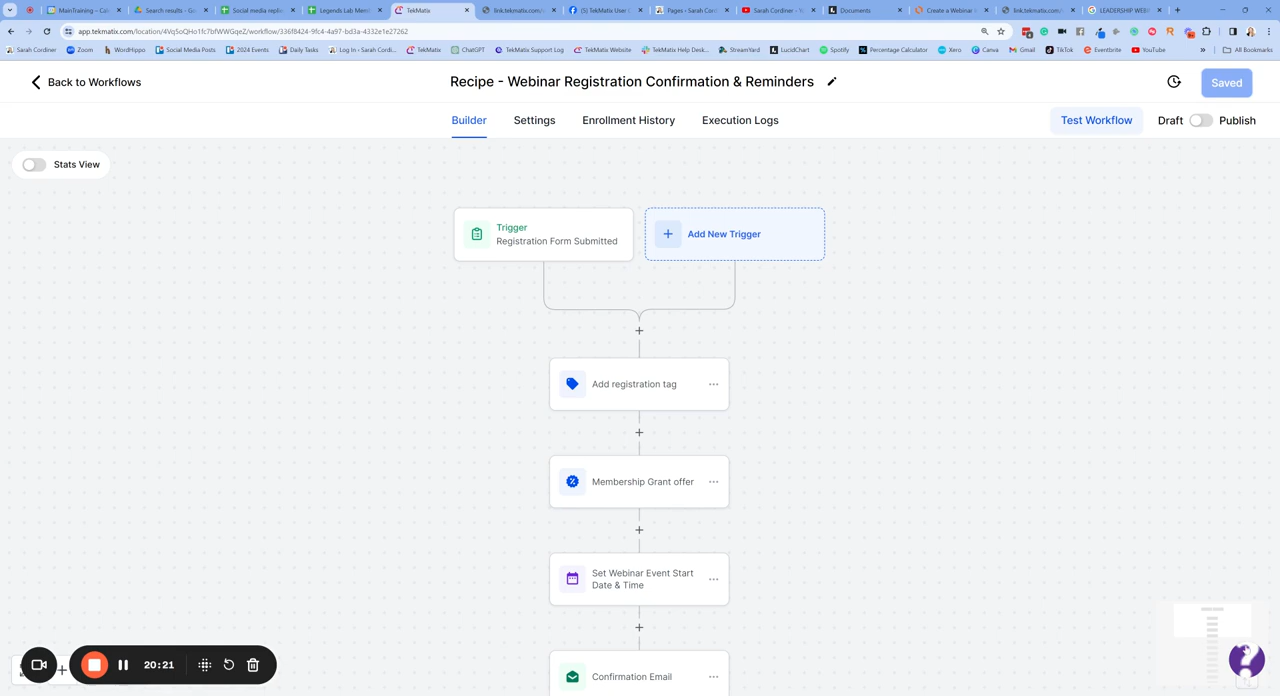 MainTraining – Cal
Search results - Go
Social media repli
Legends Lab Mem
TekMatix
link.tekmatix.com/
(5) TekMatix User
Pages ‹ Sarah Cord
Sarah Cordiner - Y
Documents
Create a Webinar
link.tekmatix.com/
LEADERSHIP WEB
app.tekmatix.com/location/4VqSoQHo1fc7bfWWGqeZ/workflow/336f8424-9fc4-4a97-bd3a-4332e1e27262
Sarah Cordiner
Zoom
WordHippo
Social Media Posts
2024 Events
Daily Tasks
Log In ‹ Sarah Cordi...
TekMatix
ChatGPT
TekMatix Support Log
TekMatix Website
TekMatix Help Desk...
StreamYard
LucidChart
Spotify
Percentage Calculator
Xero
Canva
Gmail
TikTok
Eventbrite
YouTube
»
All Bookmarks
Back to Workflows
Recipe - Webinar Registration Confirmation & Reminders
Saved
Builder
Settings
Enrollment History
Execution Logs
Test Workflow
Draft
Publish
Stats View
Trigger
Registration Form Submitted
Add New Trigger
Add registration tag
Membership Grant offer
Set Webinar Event Start
Date & Time
Confirmation Email
20:21